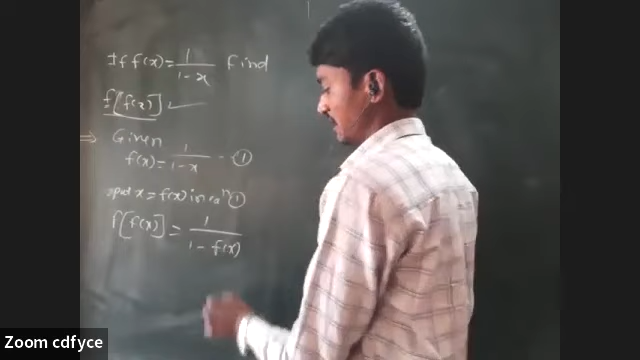 If f(x) = 1/(1-x) Find
f[f(x)]
⇒ Given
f(x) = 1/(1-x) --- ①
put x = f(x) in eqⁿ ①
f[f(x)] = 1/(1 - f(x))
Zoom cdfyce